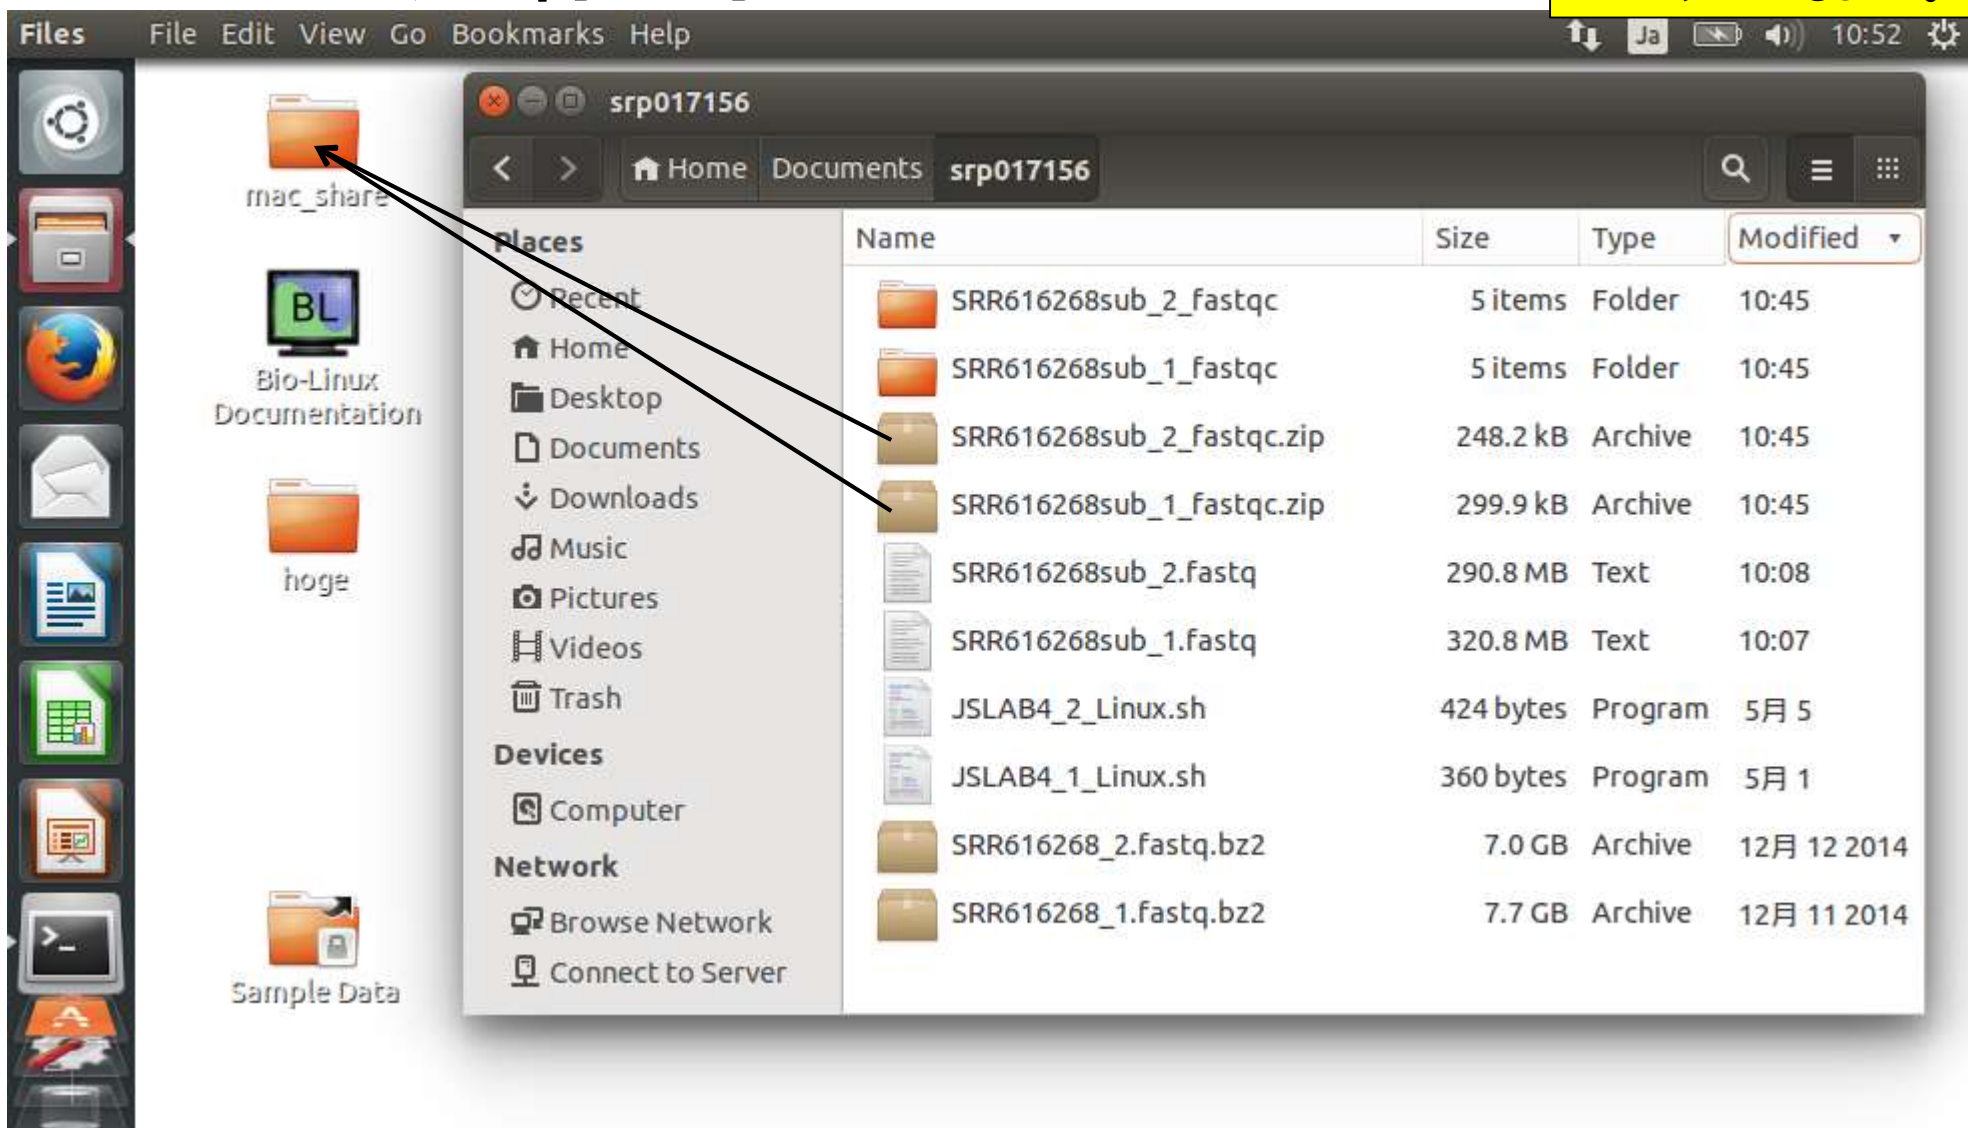 Files File Edit View Go Bookmarks Help Ja 10:52
srp017156
Home Documents srp017156
mac_share
BL
Bio-Linux
Documentation
hoge
Sample Data
Places
Recent
Home
Desktop
Documents
Downloads
Music
Pictures
Videos
Trash
Devices
Computer
Network
Browse Network
Connect to Server
Name Size Type Modified
SRR616268sub_2_fastqc 5 items Folder 10:45
SRR616268sub_1_fastqc 5 items Folder 10:45
SRR616268sub_2_fastqc.zip 248.2 kB Archive 10:45
SRR616268sub_1_fastqc.zip 299.9 kB Archive 10:45
SRR616268sub_2.fastq 290.8 MB Text 10:08
SRR616268sub_1.fastq 320.8 MB Text 10:07
JSLAB4_2_Linux.sh 424 bytes Program 5月 5
JSLAB4_1_Linux.sh 360 bytes Program 5月 1
SRR616268_2.fastq.bz2 7.0 GB Archive 12月 12 2014
SRR616268_1.fastq.bz2 7.7 GB Archive 12月 11 2014